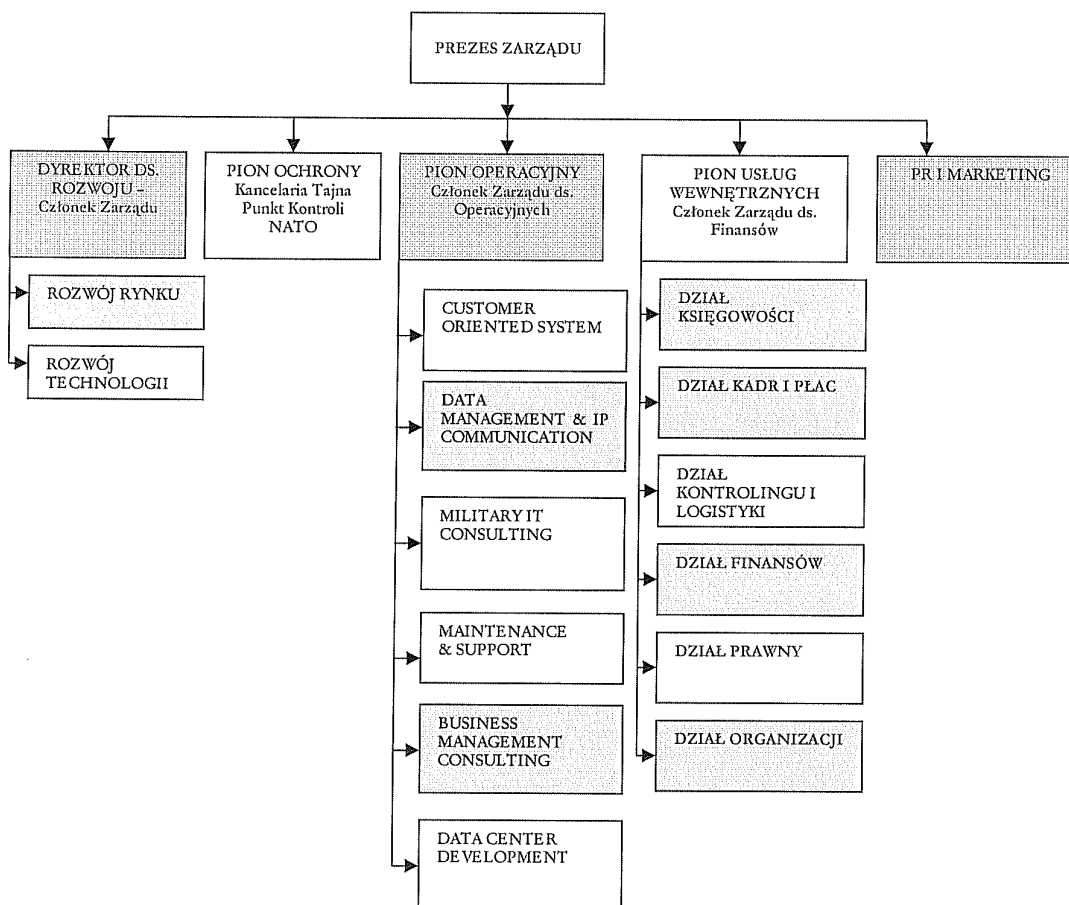 PREZES ZARZĄDU
DYREKTOR DS.
ROZWOJU –
Członek Zarządu
PION OCHRONY
Kancelaria Tajna
Punkt Kontroli
NATO
PION OPERACYJNY
Członek Zarządu ds.
Operacyjnych
PION USŁUG
WEWNĘTRZNYCH
Członek Zarządu ds.
Finansów
PR I MARKETING
ROZWÓJ RYNKU
ROZWÓJ
TECHNOLOGII
CUSTOMER
ORIENTED SYSTEM
DATA
MANAGEMENT & IP
COMMUNICATION
MILITARY IT
CONSULTING
MAINTENANCE
& SUPPORT
BUSINESS
MANAGEMENT
CONSULTING
DATA CENTER
DEVELOPMENT
DZIAŁ
KSIĘGOWOŚCI
DZIAŁ KADR I PŁAC
DZIAŁ
KONTROLINGU I
LOGISTYKI
DZIAŁ FINANSÓW
DZIAŁ PRAWNY
DZIAŁ ORGANIZACJI